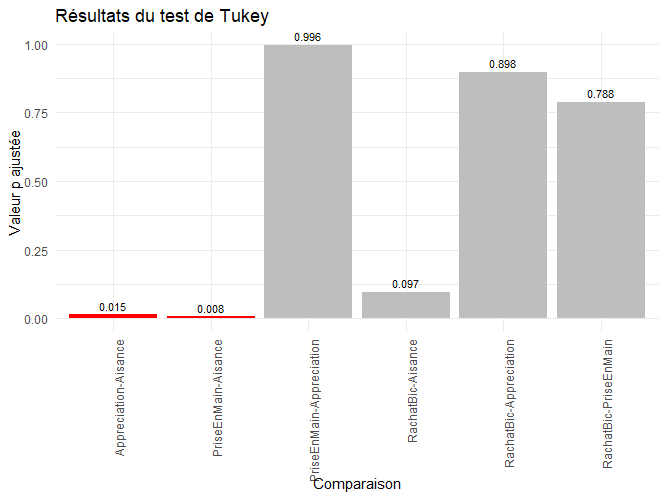 Résultats du test de Tukey
Valeur p ajustée
1.00
0.75
0.50
0.25
0.00
0.015
0.008
0.996
0.097
0.898
0.788
Appreciation-Aisance
PriseEnMain-Aisance
PriseEnMain-Appreciation
RachatBic-Aisance
RachatBic-Appreciation
RachatBic-PriseEnMain
Comparaison